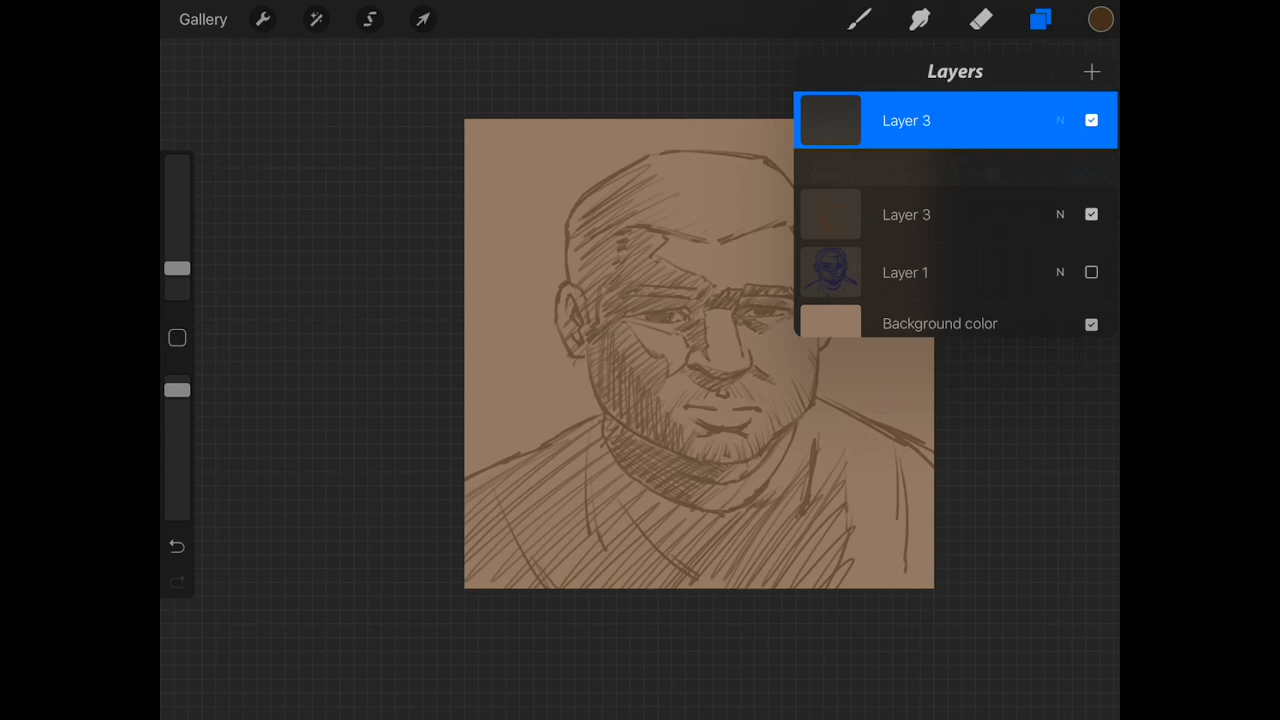 Gallery
Layers
Layer 3 N
Layer 3 N
Layer 1 N
Background color